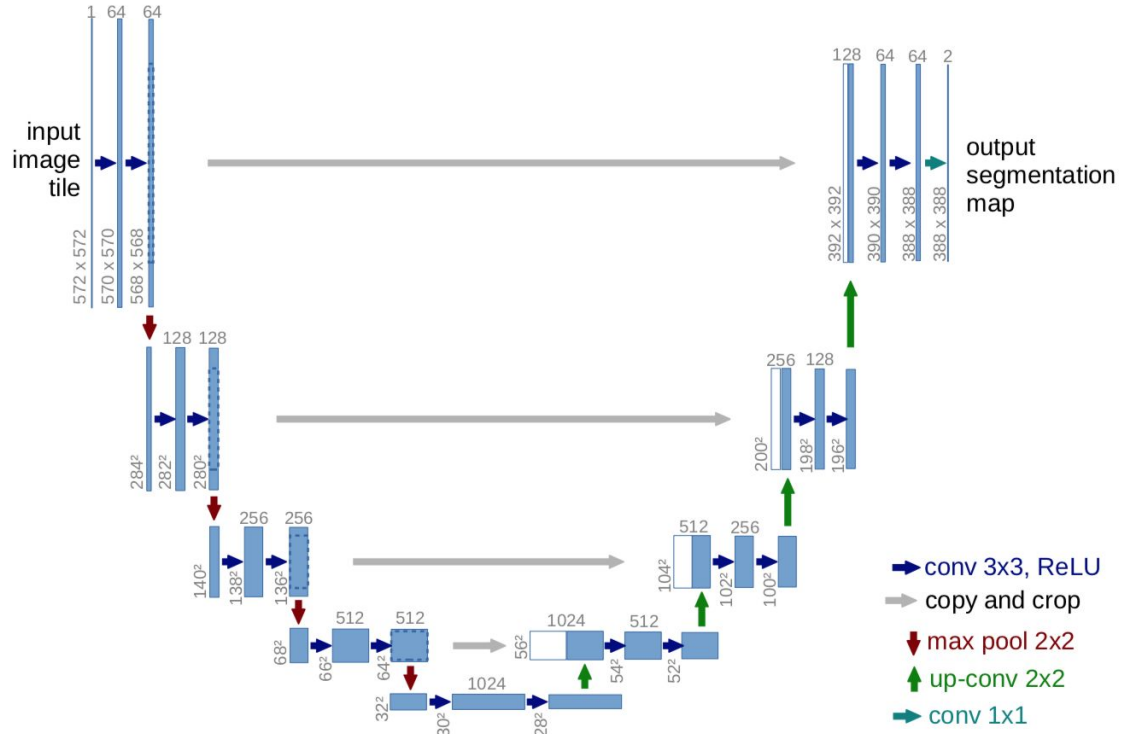 1 64 64
128 64 64 2
input
image
tile
output
segmentation
map
572 x 572
570 x 570
568 x 568
392 x 392
390 x 390
388 x 388
388 x 388
128 128
256 128
284²
282²
280²
200²
198²
196²
256 256
512 256
140²
138²
136²
104²
102²
100²
conv 3x3, ReLU
copy and crop
max pool 2x2
up-conv 2x2
conv 1x1
512 512
1024 512
68²
66²
64²
56²
54²
52²
1024
32²
30²
28²